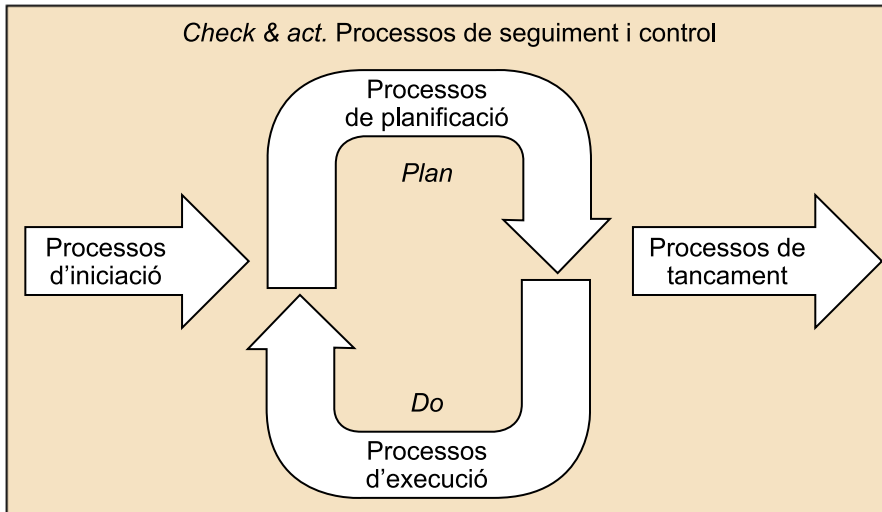 Check & act. Processos de seguiment i control
Processos
de planificació
Plan
Processos
d’iniciació
Processos de
tancament
Do
Processos
d’execució